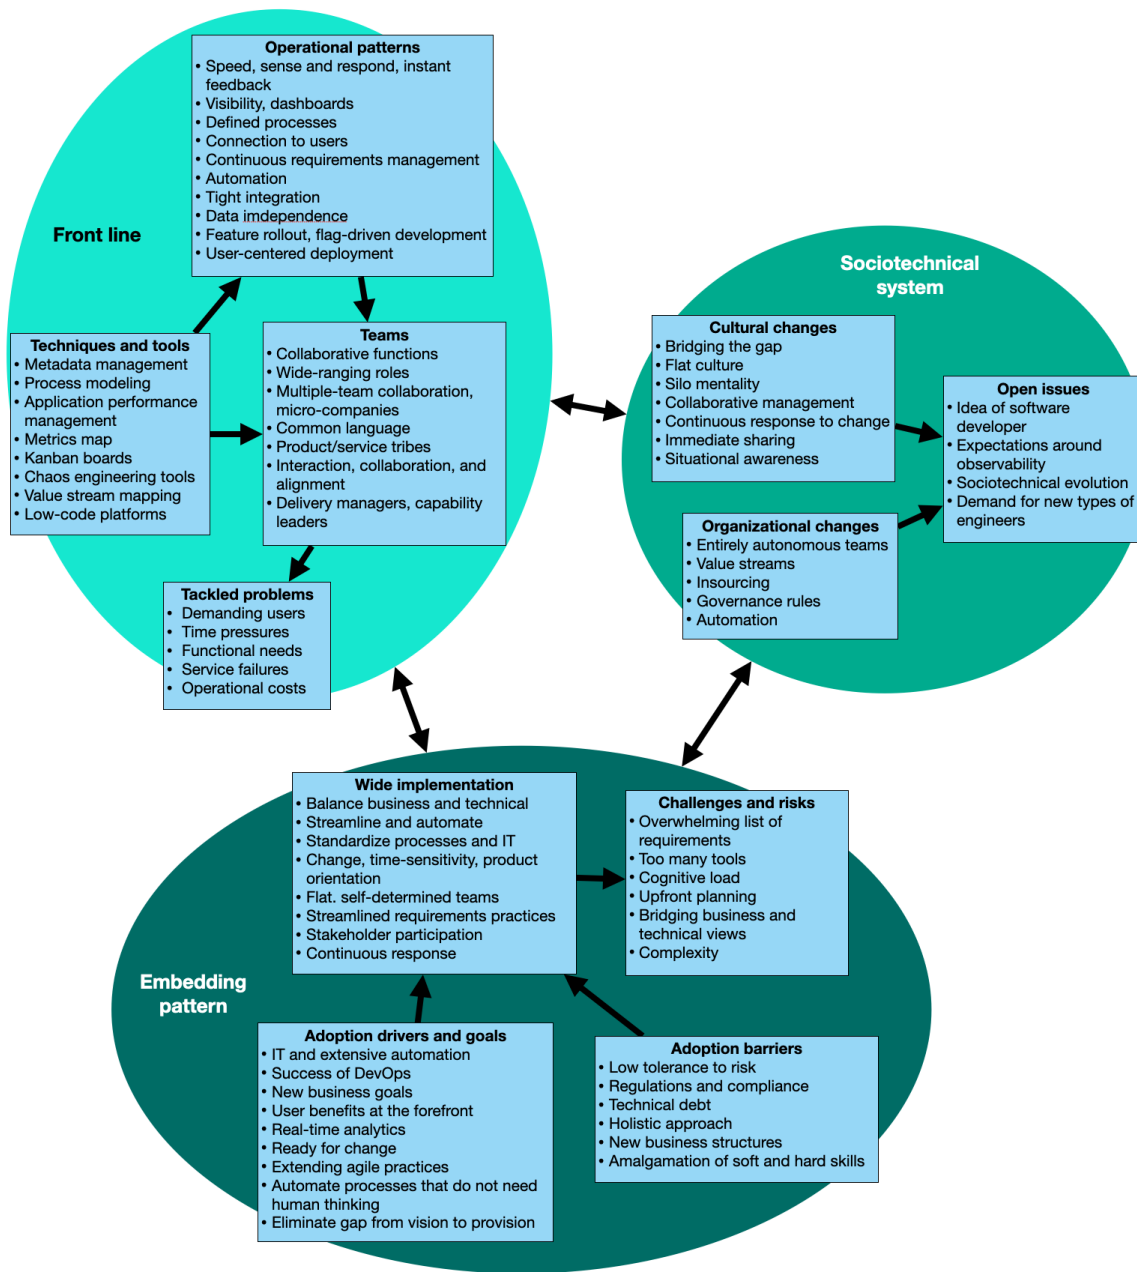 Operational patterns
• Speed, sense and respond, instant
feedback
• Visibility, dashboards
• Defined processes
• Connection to users
• Continuous requirements management
• Automation
• Tight integration
• Data imdependence
• Feature rollout, flag-driven development
• User-centered deployment
Front line
Techniques and tools
• Metadata management
• Process modeling
• Application performance
management
• Metrics map
• Kanban boards
• Chaos engineering tools
• Value stream mapping
• Low-code platforms
Teams
• Collaborative functions
• Wide-ranging roles
• Multiple-team collaboration,
micro-companies
• Common language
• Product/service tribes
• Interaction, collaboration, and
alignment
• Delivery managers, capability
leaders
Tackled problems
• Demanding users
• Time pressures
• Functional needs
• Service failures
• Operational costs
Sociotechnical
system
Cultural changes
• Bridging the gap
• Flat culture
• Silo mentality
• Collaborative management
• Continuous response to change
• Immediate sharing
• Situational awareness
Organizational changes
• Entirely autonomous teams
• Value streams
• Insourcing
• Governance rules
• Automation
Open issues
• Idea of software
developer
• Expectations around
observability
• Sociotechnical evolution
• Demand for new types of
engineers
Wide implementation
• Balance business and technical
• Streamline and automate
• Standardize processes and IT
• Change, time-sensitivity, product
orientation
• Flat. self-determined teams
• Streamlined requirements practices
• Stakeholder participation
• Continuous response
Challenges and risks
• Overwhelming list of
requirements
• Too many tools
• Cognitive load
• Upfront planning
• Bridging business and
technical views
• Complexity
Embedding
pattern
Adoption drivers and goals
• IT and extensive automation
• Success of DevOps
• New business goals
• User benefits at the forefront
• Real-time analytics
• Ready for change
• Extending agile practices
• Automate processes that do not need
human thinking
• Eliminate gap from vision to provision
Adoption barriers
• Low tolerance to risk
• Regulations and compliance
• Technical debt
• Holistic approach
• New business structures
• Amalgamation of soft and hard skills